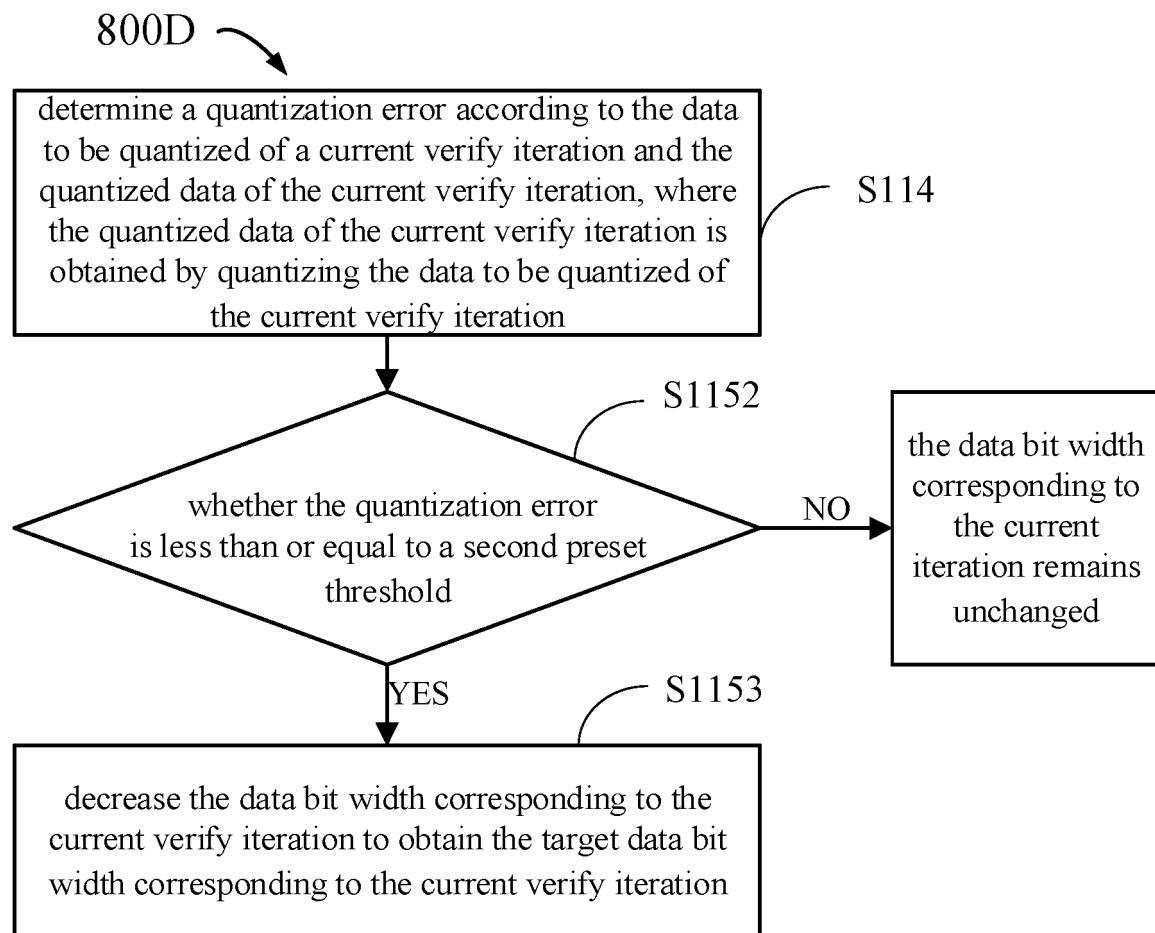 800D
determine a quantization error according to the data
to be quantized of a current verify iteration and the
quantized data of the current verify iteration, where
the quantized data of the current verify iteration is
obtained by quantizing the data to be quantized of
the current verify iteration
S114
S1152
whether the quantization error
is less than or equal to a second preset
threshold
NO
the data bit width
corresponding to
the current
iteration remains
unchanged
YES
S1153
decrease the data bit width corresponding to the
current verify iteration to obtain the target data bit
width corresponding to the current verify iteration